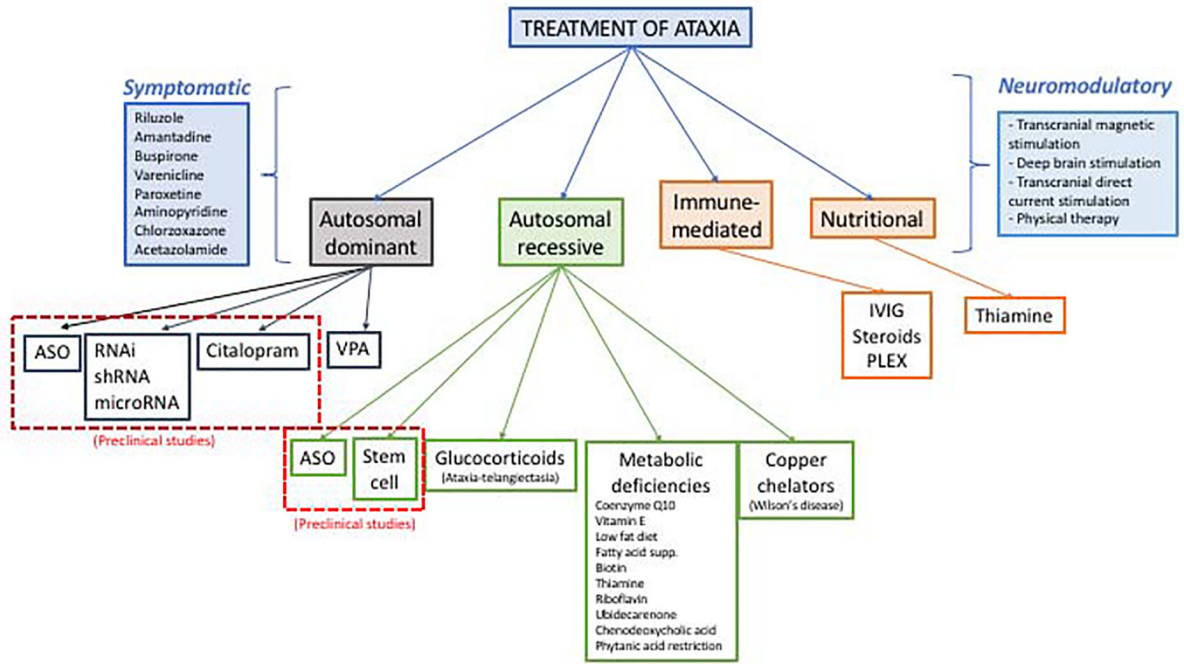 TREATMENT OF ATAXIA
Symptomatic
Riluzole
Amantadine
Buspirone
Varenicline
Paroxetine
Aminopyridine
Chlorzoxazone
Acetazolamide
Neuromodulatory
- Transcranial magnetic
stimulation
- Deep brain stimulation
- Transcranial direct
current stimulation
- Physical therapy
Autosomal
dominant
Autosomal
recessive
Immune-
mediated
Nutritional
ASO
RNAi
shRNA
microRNA
Citalopram
VPA
(Preclinical studies)
IVIG
Steroids
PLEX
Thiamine
ASO
Stem
cell
(Preclinical studies)
Glucocorticoids
(Ataxia-telangiectasia)
Metabolic
deficiencies
Coenzyme Q10
Vitamin E
Low fat diet
Fatty acid supp.
Biotin
Thiamine
Riboflavin
Ubidecarenone
Chenodeoxycholic acid
Phytanic acid restriction
Copper
chelators
(Wilson's disease)